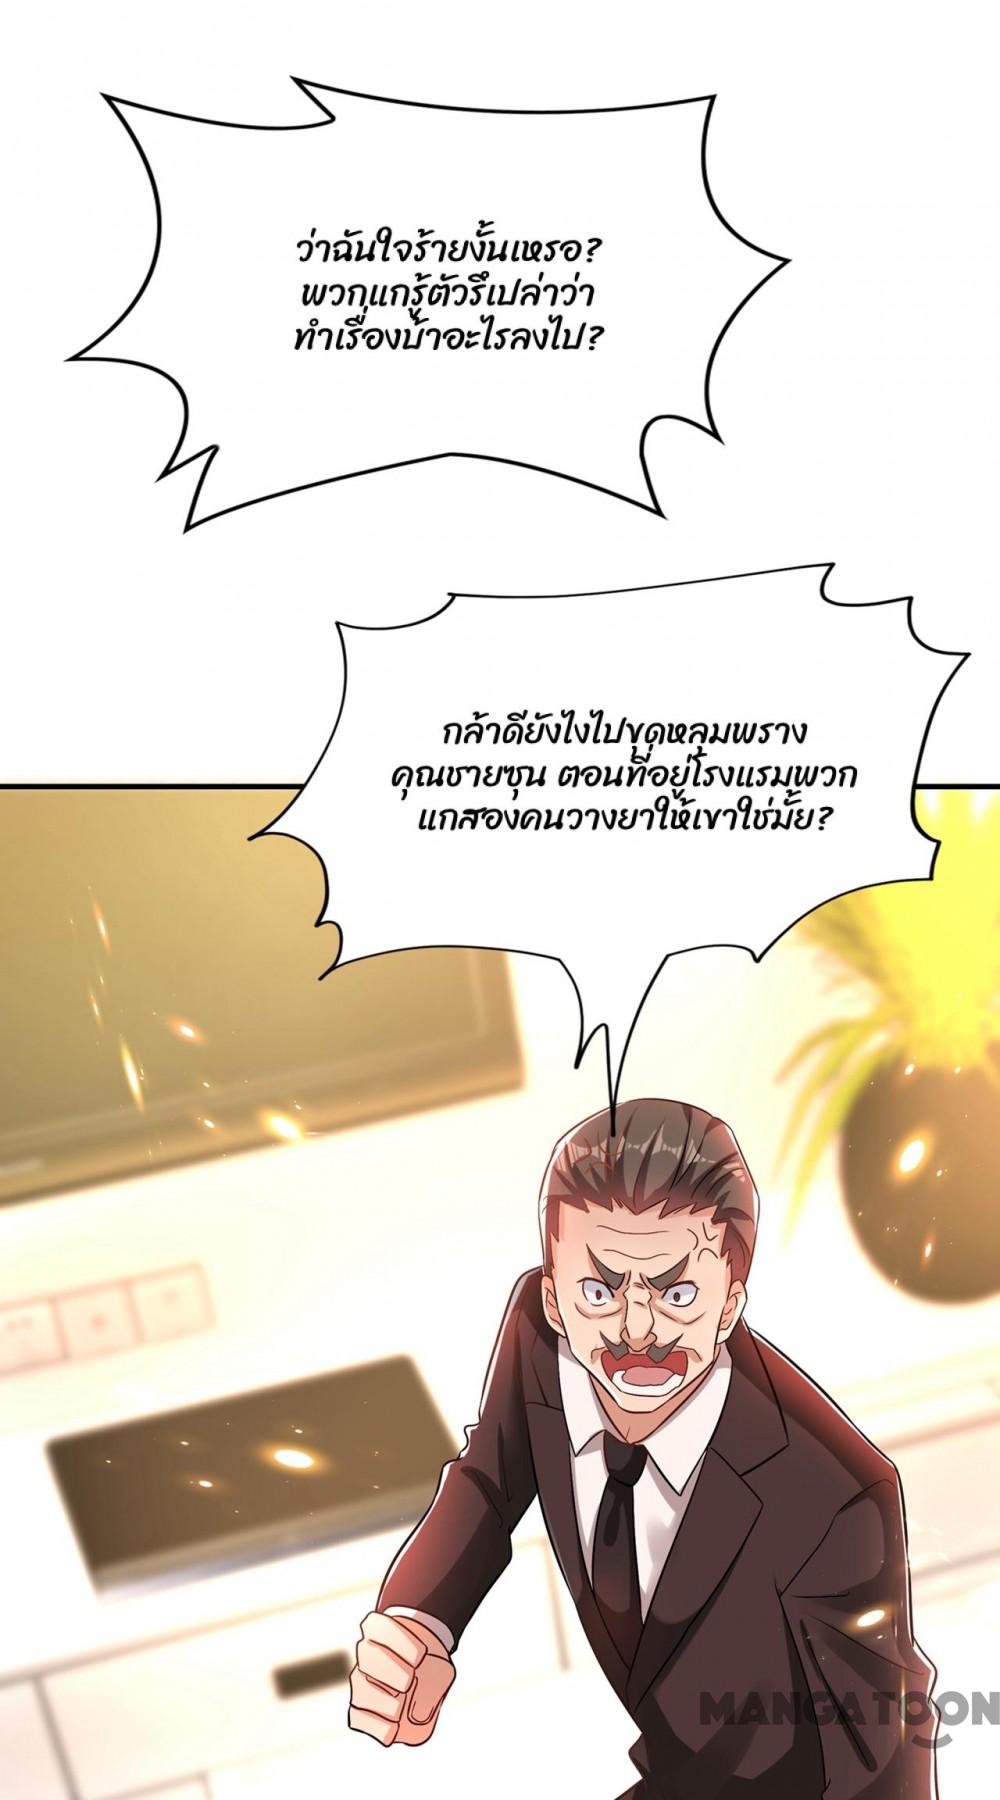 ว่าฉันใจร้ายงั้นเหรอ?
พวกแกรู้ตัวรึเปล่าว่า
ทำเรื่องบ้าอะไรลงไป?
กล้าดียังไงไปขุดหลุมพราง
คุณชายซุน ตอนที่อยู่โรงแรมพวก
แกสองคนวางยาให้เขาใช่มั้ย?
MANGATOON